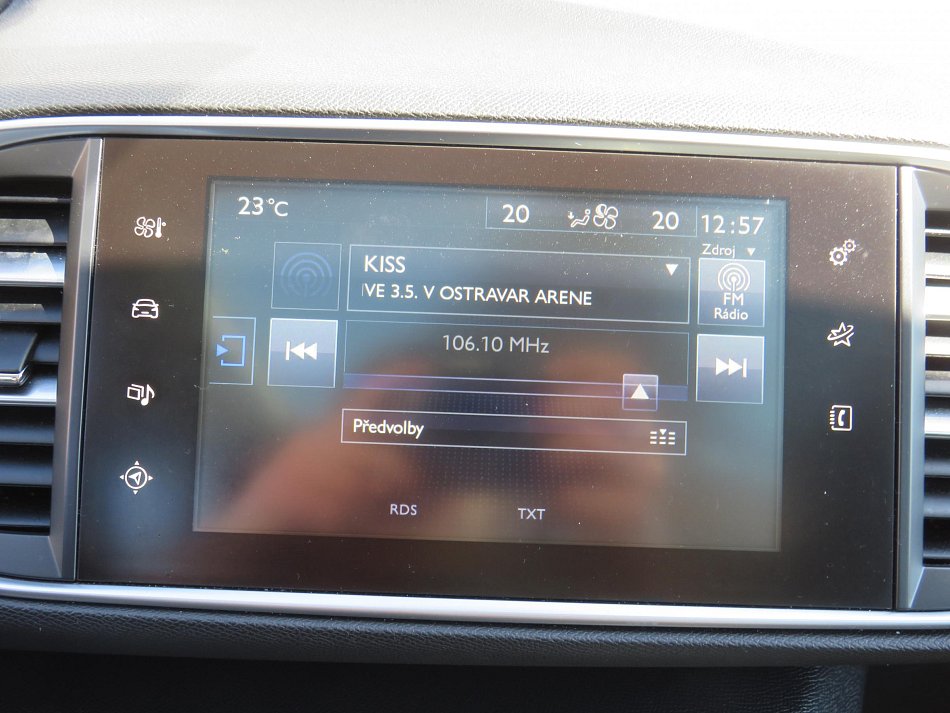 23°C
20
20
12:57
Zdroj
KISS
VE 3.5. V OSTRAVAR ARENE
FM
Rádio
106.10 MHz
Předvolby
RDS
TXT